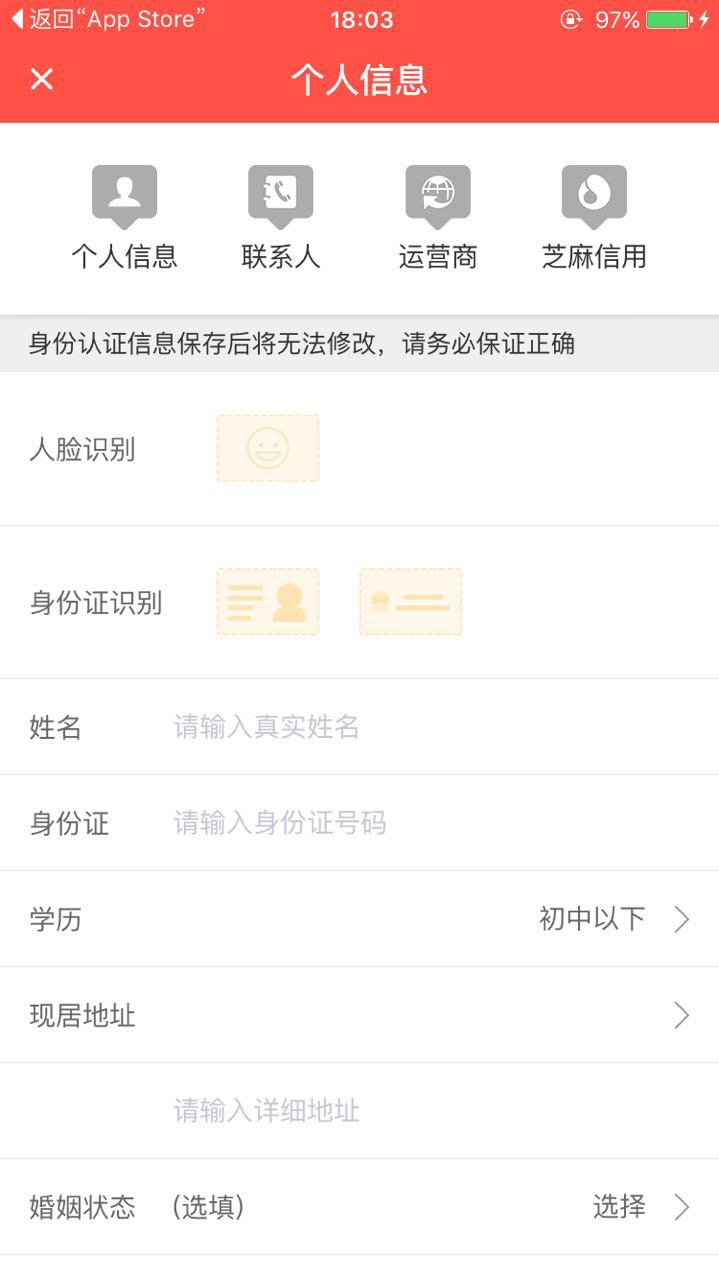 返回“App Store” 18:03 97%
个人信息
个人信息 联系人 运营商 芝麻信用
身份认证信息保存后将无法修改，请务必保证正确
人脸识别
身份证识别
姓名 请输入真实姓名
身份证 请输入身份证号码
学历 初中以下
现居地址
请输入详细地址
婚姻状态 (选填) 选择